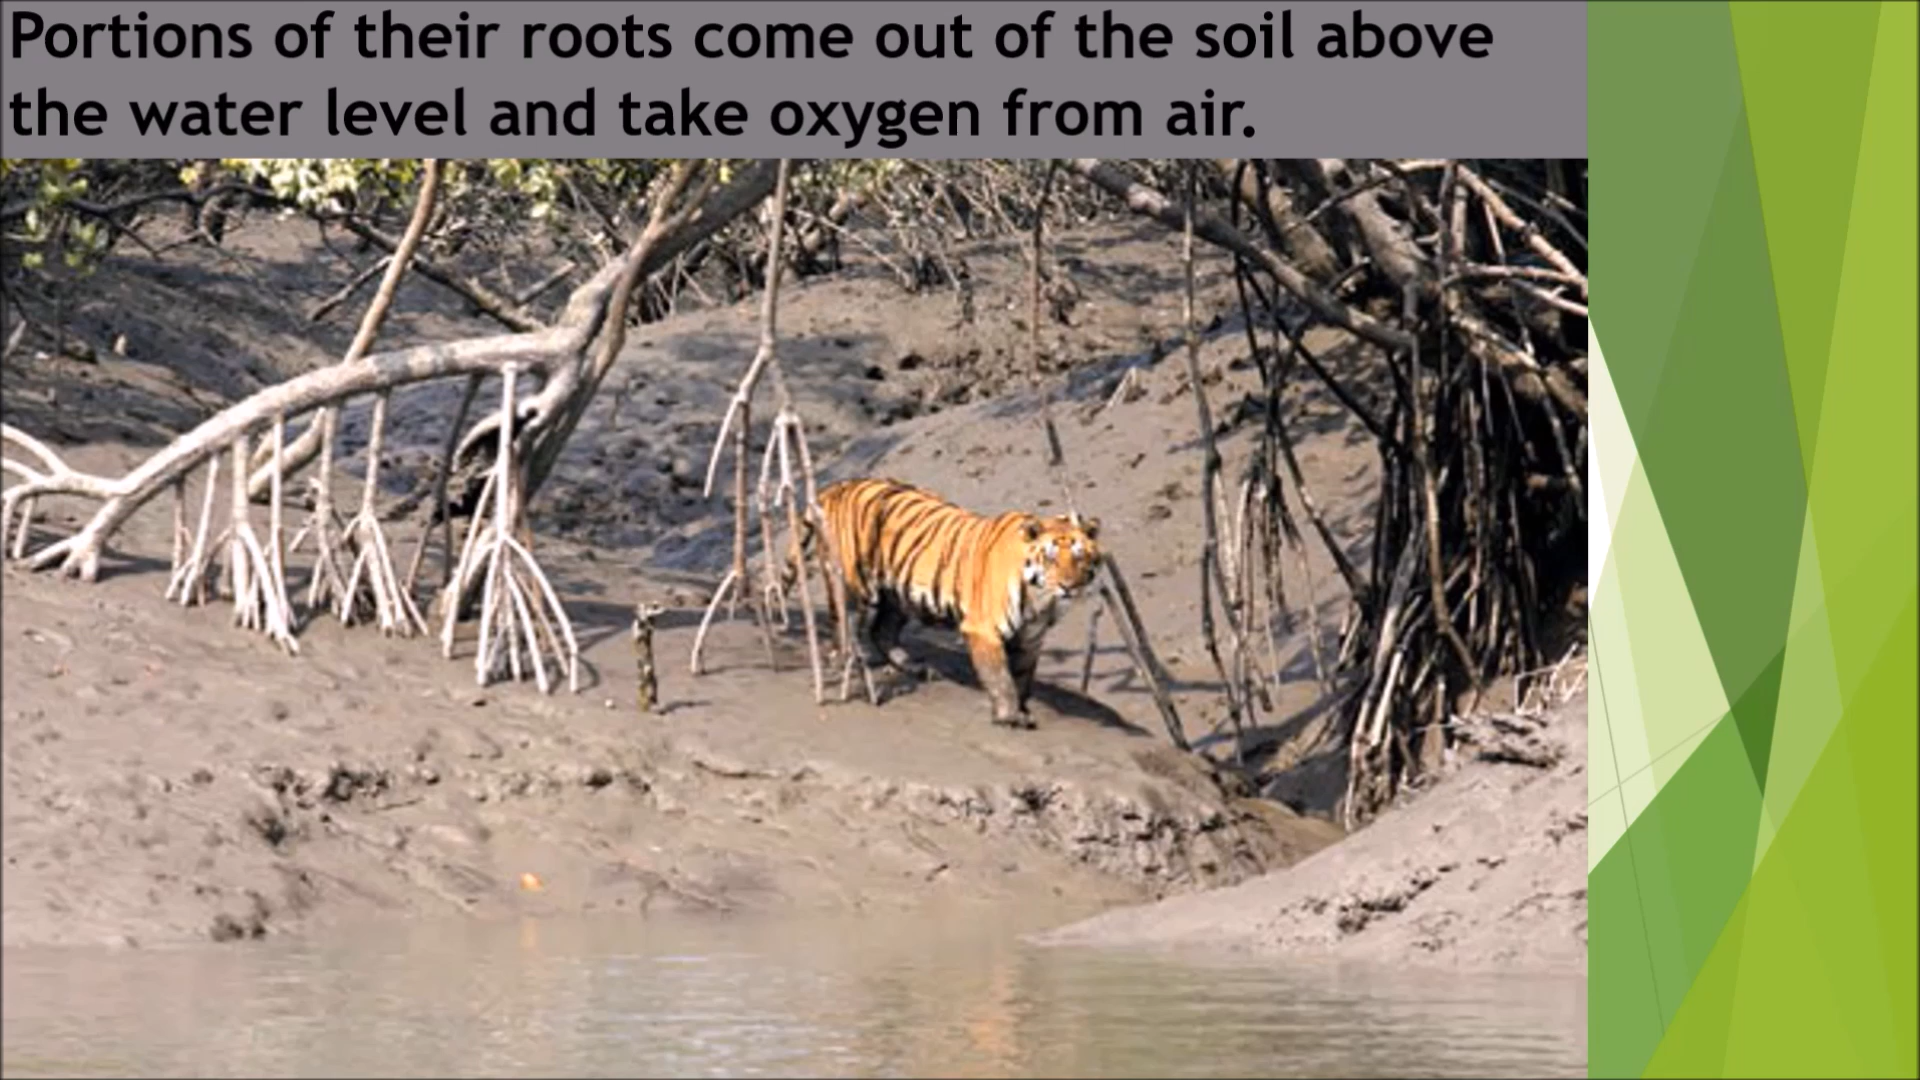 Portions of their roots come out of the soil above
the water level and take oxygen from air.